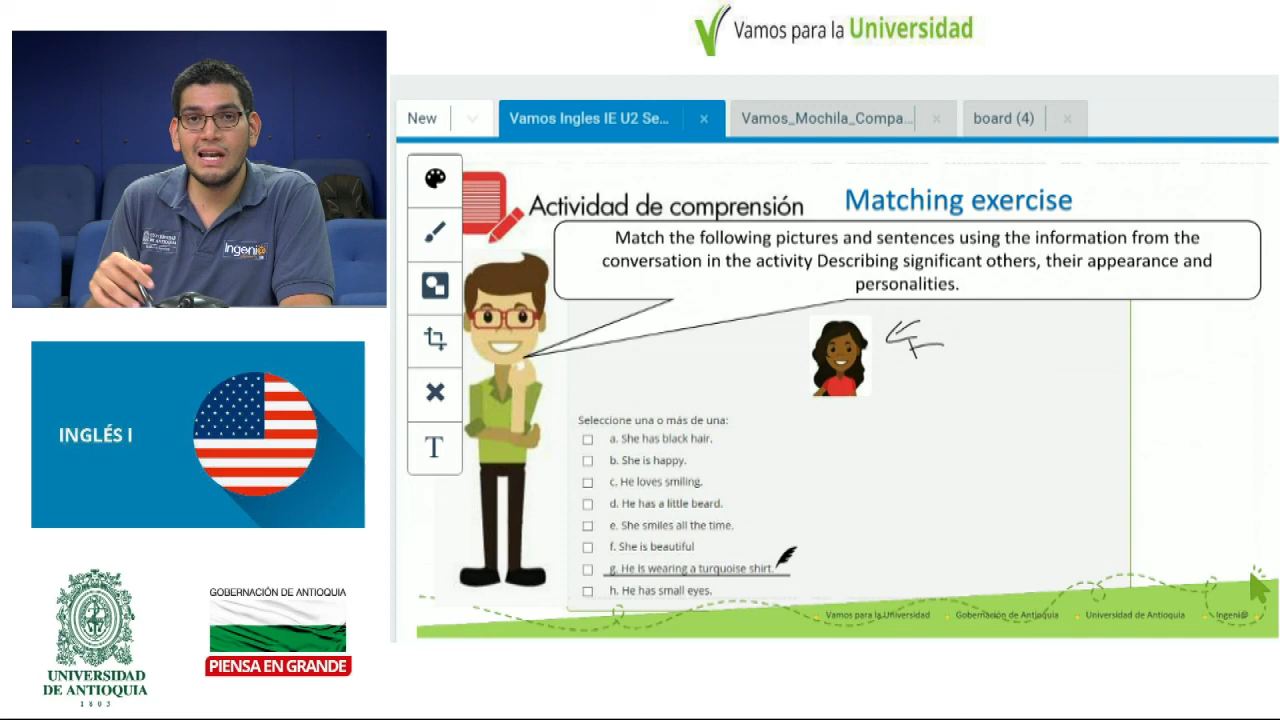 Vamos para la Universidad
New
Vamos Ingles IE U2 Se...
Vamos_Mochila_Compa...
board (4)
Actividad de comprensión
Matching exercise
Match the following pictures and sentences using the information from the
conversation in the activity Describing significant others, their appearance and
personalities.
Seleccione una o más de una:
a. She has black hair.
b. She is happy.
c. He loves smiling.
d. He has a little beard.
e. She smiles all the time.
f. She is beautiful
g. He is wearing a turquoise shirt.
h. He has small eyes.
T
Vamos para la Universidad
Gobernación de Antioquia
Universidad de Antioquia
Ingeni@
Ingeni@
INGLÉS I
UNIVERSIDAD
DE ANTIOQUIA
1803
GOBERNACIÓN DE ANTIOQUIA
PIENSA EN GRANDE